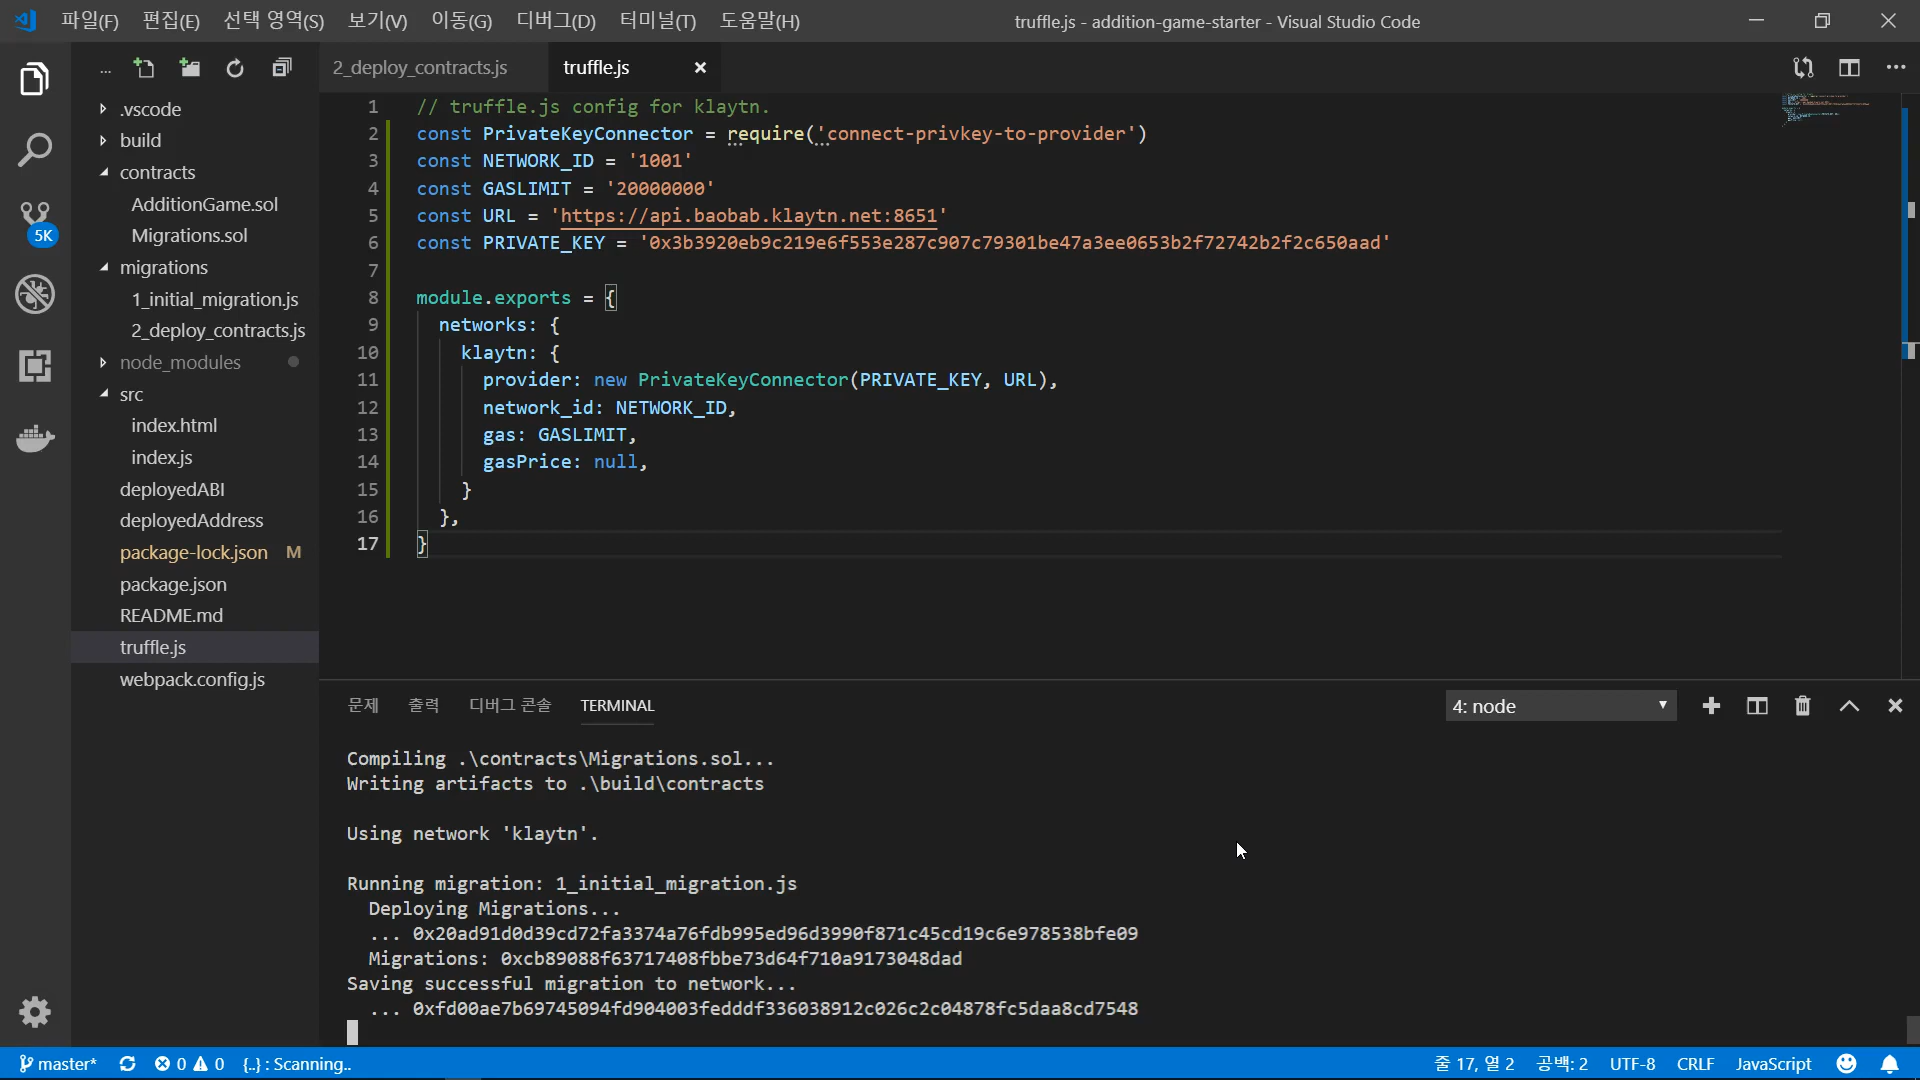 파일(F) 편집(E) 선택 영역(S) 보기(V) 이동(G) 디버그(D) 터미널(T) 도움말(H) truffle.js - addition-game-starter - Visual Studio Code
2_deploy_contracts.js truffle.js
.vscode
build
contracts
AdditionGame.sol
Migrations.sol
5K
migrations
1_initial_migration.js
2_deploy_contracts.js
node_modules
src
index.html
index.js
deployedABI
deployedAddress
package-lock.json M
package.json
README.md
truffle.js
webpack.config.js
1 // truffle.js config for klaytn.
2 const PrivateKeyConnector = require('connect-privkey-to-provider')
3 const NETWORK_ID = '1001'
4 const GASLIMIT = '20000000'
5 const URL = 'https://api.baobab.klaytn.net:8651'
6 const PRIVATE_KEY = '0x3b3920eb9c219e6f553e287c907c79301be47a3ee0653b2f72742b2f2c650aad'
7
8 module.exports = {
9 networks: {
10 klaytn: {
11 provider: new PrivateKeyConnector(PRIVATE_KEY, URL),
12 network_id: NETWORK_ID,
13 gas: GASLIMIT,
14 gasPrice: null,
15 }
16 },
17 }
문제 출력 디버그 콘솔 TERMINAL 4: node
Compiling .\contracts\Migrations.sol...
Writing artifacts to .\build\contracts
Using network 'klaytn'.
Running migration: 1_initial_migration.js
Deploying Migrations...
... 0x20ad91d0d39cd72fa3374a76fdb995ed96d3990f871c45cd19c6e978538bfe09
Migrations: 0xcb89088f63717408fbbe73d64f710a9173048dad
Saving successful migration to network...
... 0xfd00ae7b69745094fd904003fedddf336038912c026c2c04878fc5daa8cd7548
master* 0 0 {..} : Scanning.. 줄 17, 열 2 공백: 2 UTF-8 CRLF JavaScript